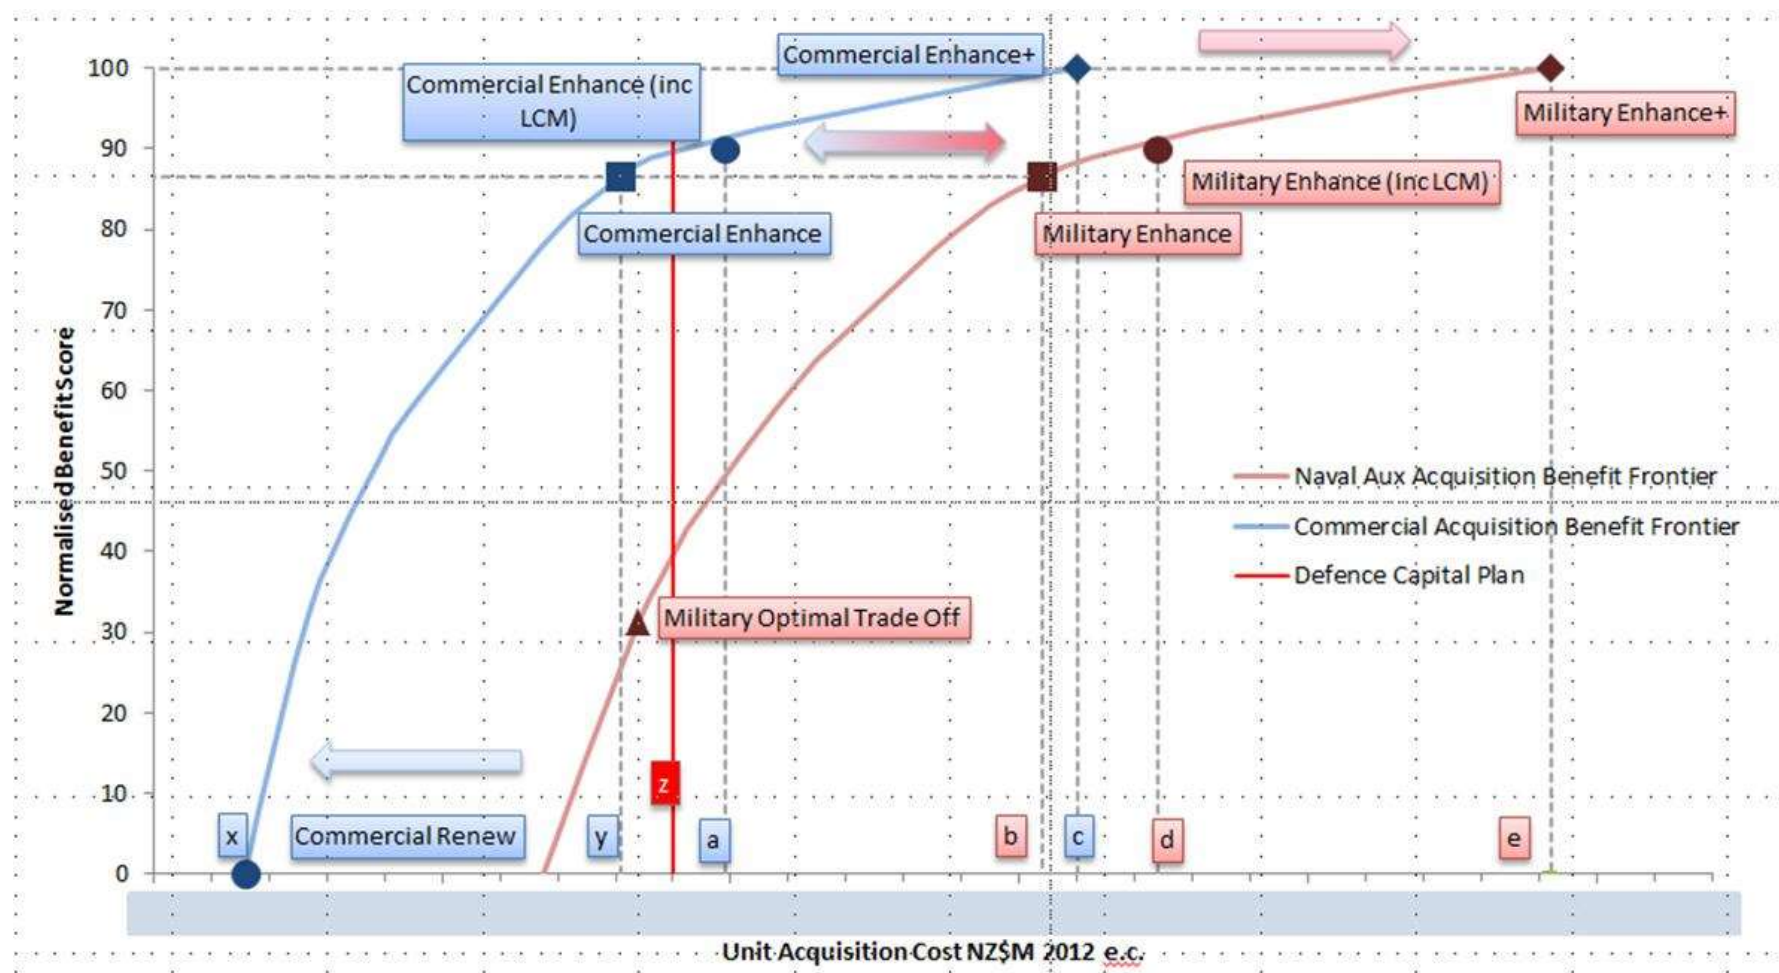 Commercial Enhance+
100
Commercial Enhance (inc
LCM)
Military Enhance+
90
Military Enhance (Inc LCM)
80
Commercial Enhance
Military Enhance
70
60
50
Naval Aux Acquisition Benefit Frontier
Commercial Acquisition Benefit Frontier
Defence Capital Plan
40
30
Military Optimal Trade Off
20
10
z
x
Commercial Renew
y
a
b
c
d
e
0
Normalised Benefit Score
Unit Acquisition Cost NZ$M 2012 e.c.